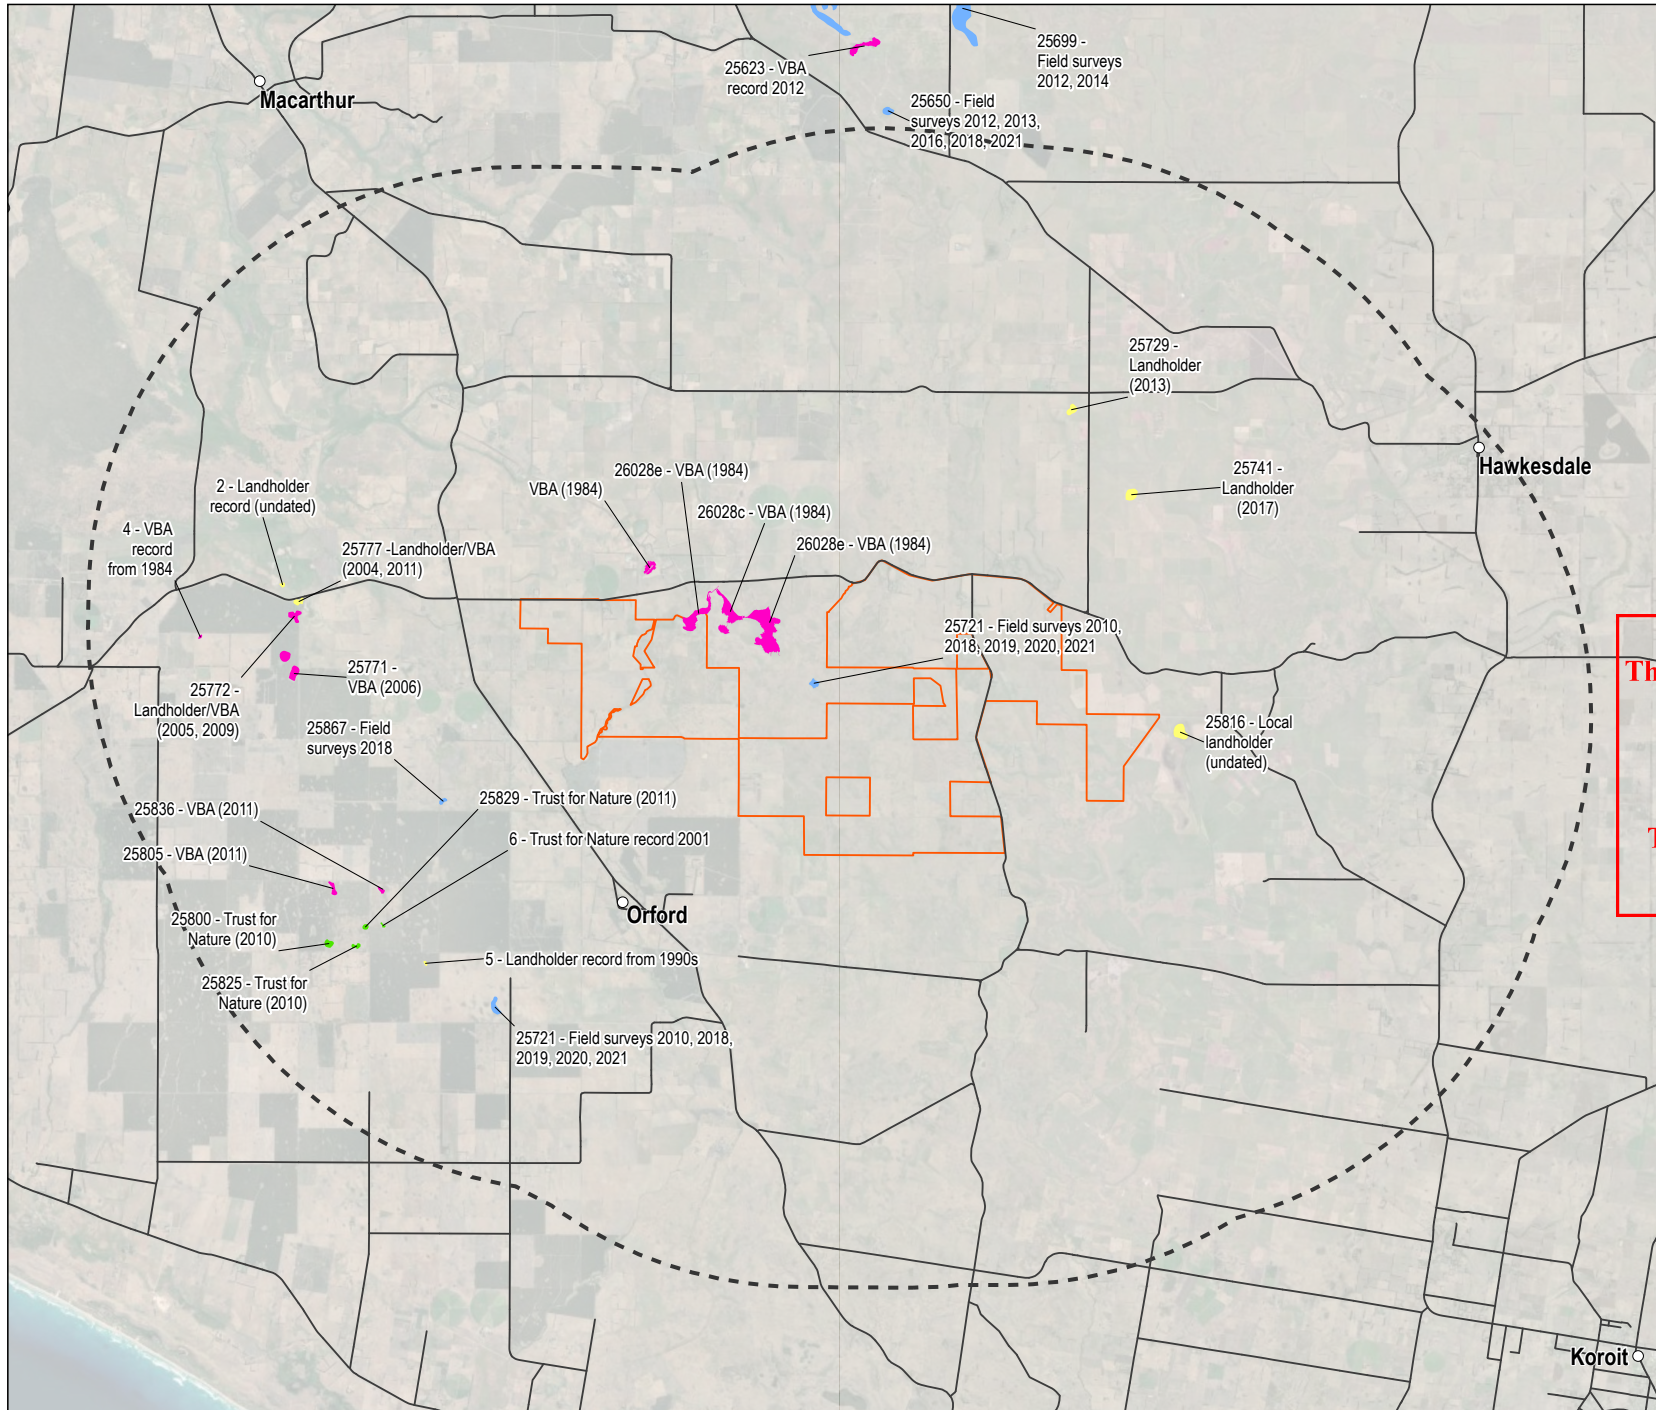 25699 -
Field surveys
2012, 2014
25623 - VBA
record 2012
Macarthur
25650 - Field
surveys 2012, 2013,
2016, 2018, 2021
25729 -
Landholder
(2013)
Hawkesdale
25741 -
Landholder
(2017)
26028e - VBA (1984)
VBA (1984)
26028c - VBA (1984)
26028e - VBA (1984)
2 - Landholder
record (undated)
4 - VBA
record
from 1984
25777 -Landholder/VBA
(2004, 2011)
25721 - Field surveys 2010,
2018, 2019, 2020, 2021
25771 -
VBA (2006)
25772 -
Landholder/VBA
(2005, 2009)
Th
25867 - Field
surveys 2018
25816 - Local
landholder
(undated)
25829 - Trust for Nature (2011)
25836 - VBA (2011)
6 - Trust for Nature record 2001
T
25805 - VBA (2011)
Orford
25800 - Trust for
Nature (2010)
5 - Landholder record from 1990s
25825 - Trust for
Nature (2010)
25721 - Field surveys 2010, 2018,
2019, 2020, 2021
Koroit